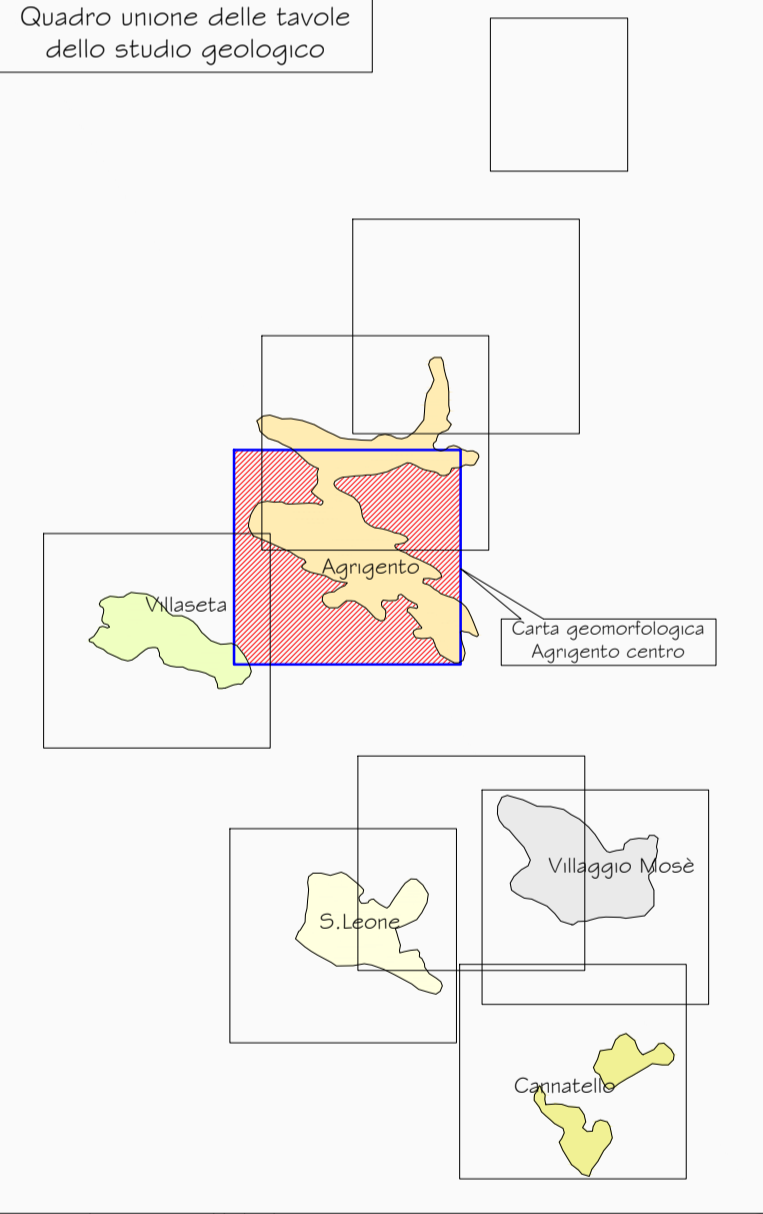 Quadro unione delle tavole
dello studio geologico
Agrigento
Villaseta
Carta geomorfologica
Agrigento centro
Villaggio Mosè
S.Leone
Cannatello